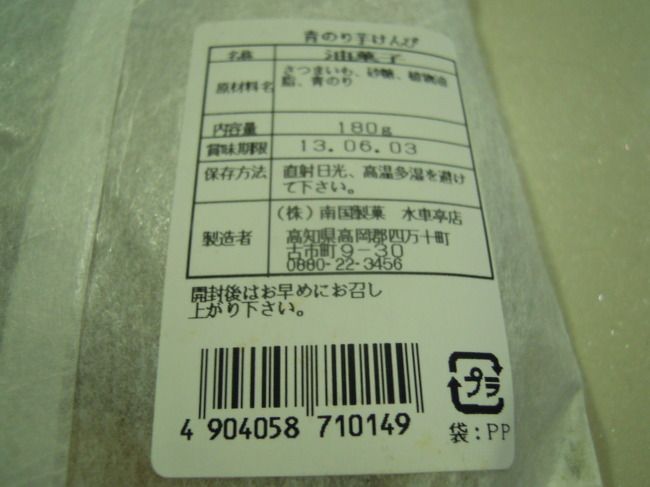 青のり芋けんぴ
名称 油菓子
原材料名 さつまいも、砂糖、植物油
脂、青のり
内容量 180g
賞味期限 13.06.03
保存方法 直射日光、高温多湿を避け
て下さい。
製造者 (株)南国製菓 水車亭店
高知県高岡郡四万十町
古市町9-30
0880-22-3456
開封後はお早めにお召し
上がり下さい。
4 904058 710149
プラ
袋:PP